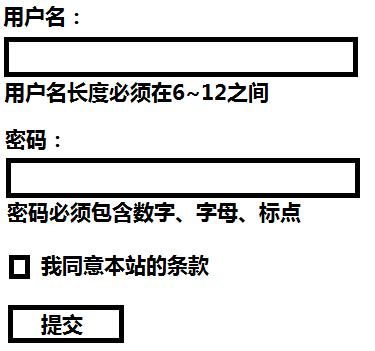 用户名：
用户名长度必须在6~12之间
密码：
密码必须包含数字、字母、标点
我同意本站的条款
提交